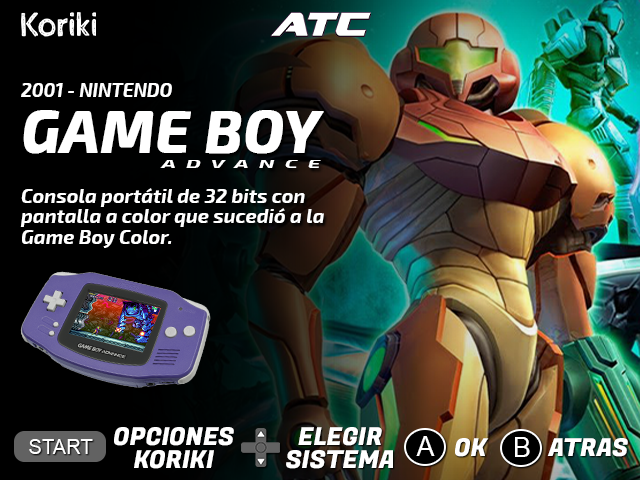 Koriki
ATC
2001 - NINTENDO
GAME BOY
ADVANCE
Consola portátil de 32 bits con
pantalla a color que sucedió a la
Game Boy Color.
GAME BOY ADVANCE
START
OPCIONES
KORIKI
ELEGIR
SISTEMA
A
OK
B
ATRAS